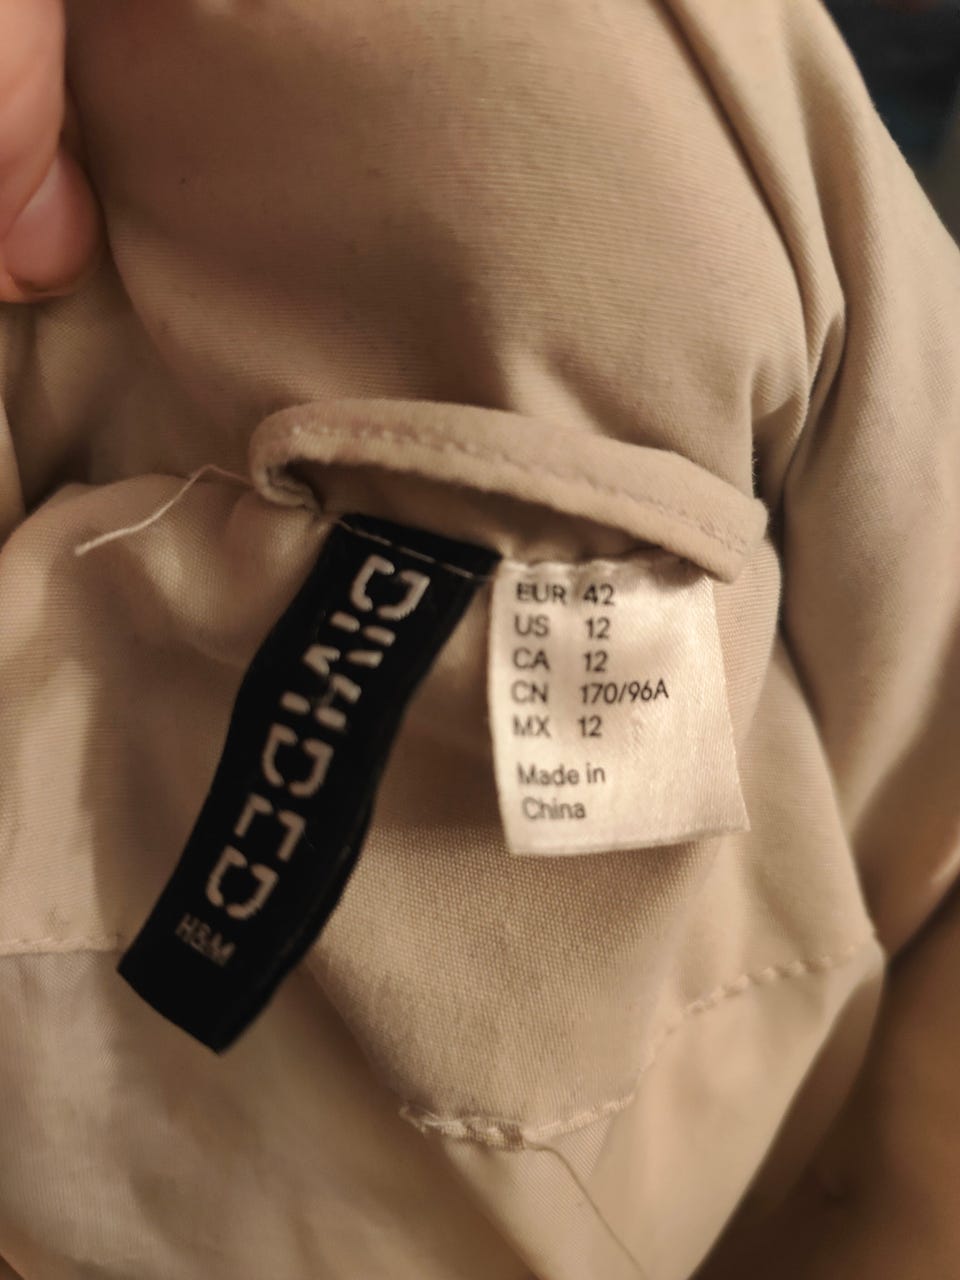 DIVIDED
H&M
EUR 42
US 12
CA 12
CN 170/96A
MX 12
Made in
China